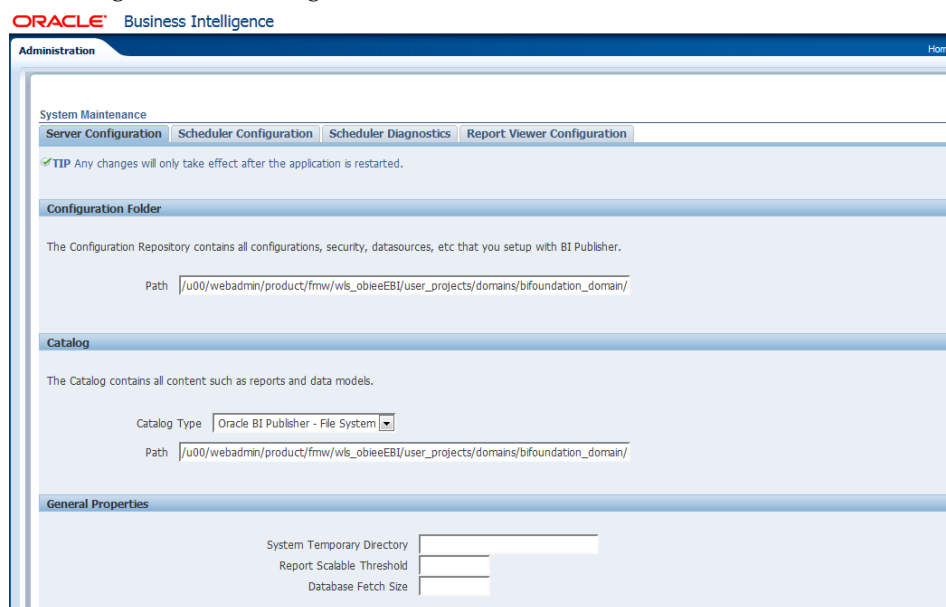 ORACLE Business Intelligence
Administration
System Maintenance
Server Configuration Scheduler Configuration Scheduler Diagnostics Report Viewer Configuration
TIP Any changes will only take effect after the application is restarted.
Configuration Folder
The Configuration Repository contains all configurations, security, datasources, etc that you setup with BI Publisher.
Path /u00/webadmin/product/fmw/wls_obieeEBI/user_projects/domains/bifoundation_domain/
Catalog
The Catalog contains all content such as reports and data models.
Catalog Type Oracle BI Publisher - File System
Path /u00/webadmin/product/fmw/wls_obieeEBI/user_projects/domains/bifoundation_domain/
General Properties
System Temporary Directory
Report Scalable Threshold
Database Fetch Size